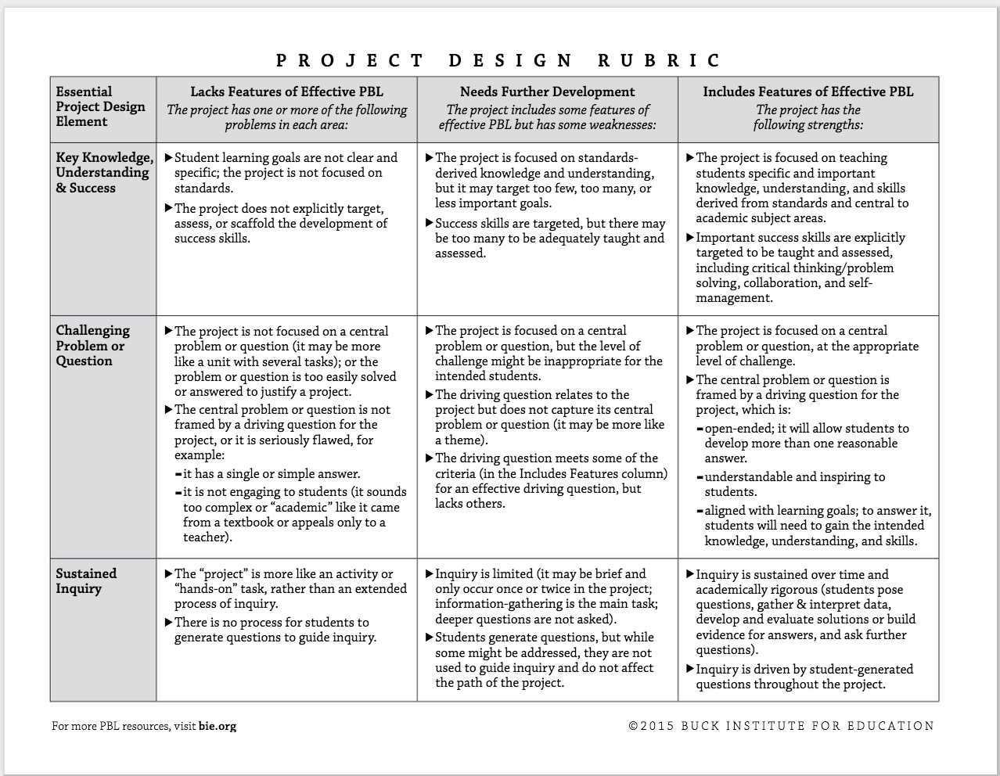 PROJECT DESIGN RUBRIC
Essential
Project Design
Element
Lacks Features of Effective PBL
The project has one or more of the following
problems in each area:
Needs Further Development
The project includes some features of
effective PBL but has some weaknesses:
Includes Features of Effective PBL
The project has the
following strengths:
Key Knowledge,
Understanding
& Success
▶Student learning goals are not clear and
specific; the project is not focused on
standards.
▶The project does not explicitly target,
assess, or scaffold the development of
success skills.
▶The project is focused on standards-
derived knowledge and understanding,
but it may target too few, too many, or
less important goals.
▶Success skills are targeted, but there may
be too many to be adequately taught and
assessed.
▶The project is focused on teaching
students specific and important
knowledge, understanding, and skills
derived from standards and central to
academic subject areas.
▶Important success skills are explicitly
targeted to be taught and assessed,
including critical thinking/problem
solving, collaboration, and self-
management.
Challenging
Problem or
Question
▶The project is not focused on a central
problem or question (it may be more
like a unit with several tasks); or the
problem or question is too easily solved
or answered to justify a project.
▶The central problem or question is not
framed by a driving question for the
project, or it is seriously flawed, for
example:
-it has a single or simple answer.
-it is not engaging to students (it sounds
too complex or “academic” like it came
from a textbook or appeals only to a
teacher).
▶The project is focused on a central
problem or question, but the level of
challenge might be inappropriate for the
intended students.
▶The driving question relates to the
project but does not capture its central
problem or question (it may be more like
a theme).
▶The driving question meets some of the
criteria (in the Includes Features column)
for an effective driving question, but
lacks others.
▶The project is focused on a central
problem or question, at the appropriate
level of challenge.
▶The central problem or question is
framed by a driving question for the
project, which is:
-open-ended; it will allow students to
develop more than one reasonable
answer.
-understandable and inspiring to
students.
-aligned with learning goals; to answer it,
students will need to gain the intended
knowledge, understanding, and skills.
Sustained
Inquiry
▶The “project” is more like an activity or
“hands-on” task, rather than an extended
process of inquiry.
▶There is no process for students to
generate questions to guide inquiry.
▶Inquiry is limited (it may be brief and
only occur once or twice in the project;
information-gathering is the main task;
deeper questions are not asked).
▶Students generate questions, but while
some might be addressed, they are not
used to guide inquiry and do not affect
the path of the project.
▶Inquiry is sustained over time and
academically rigorous (students pose
questions, gather & interpret data,
develop and evaluate solutions or build
evidence for answers, and ask further
questions).
▶Inquiry is driven by student-generated
questions throughout the project.
For more PBL resources, visit bie.org
©2015 BUCK INSTITUTE FOR EDUCATION